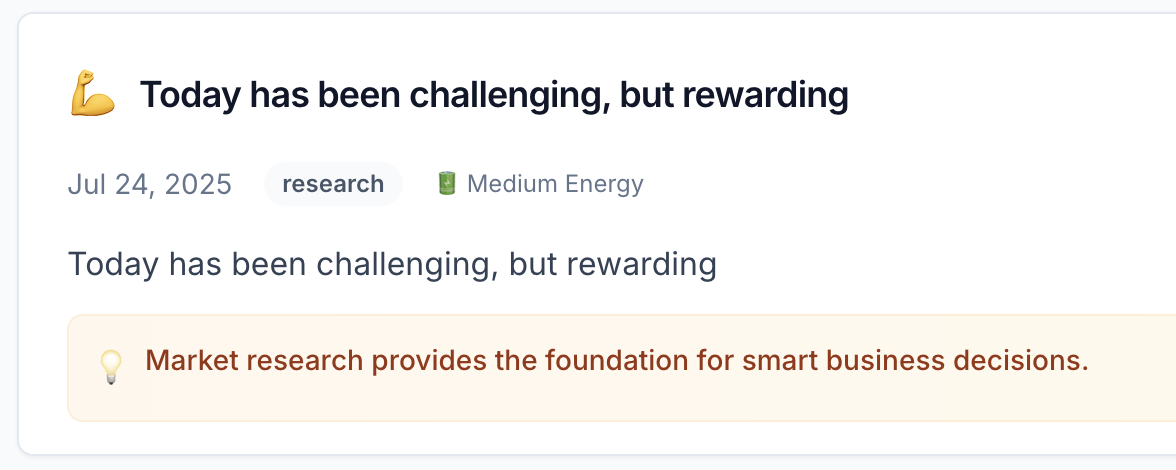 💪 Today has been challenging, but rewarding
Jul 24, 2025 research 🔋 Medium Energy
Today has been challenging, but rewarding
💡 Market research provides the foundation for smart business decisions.